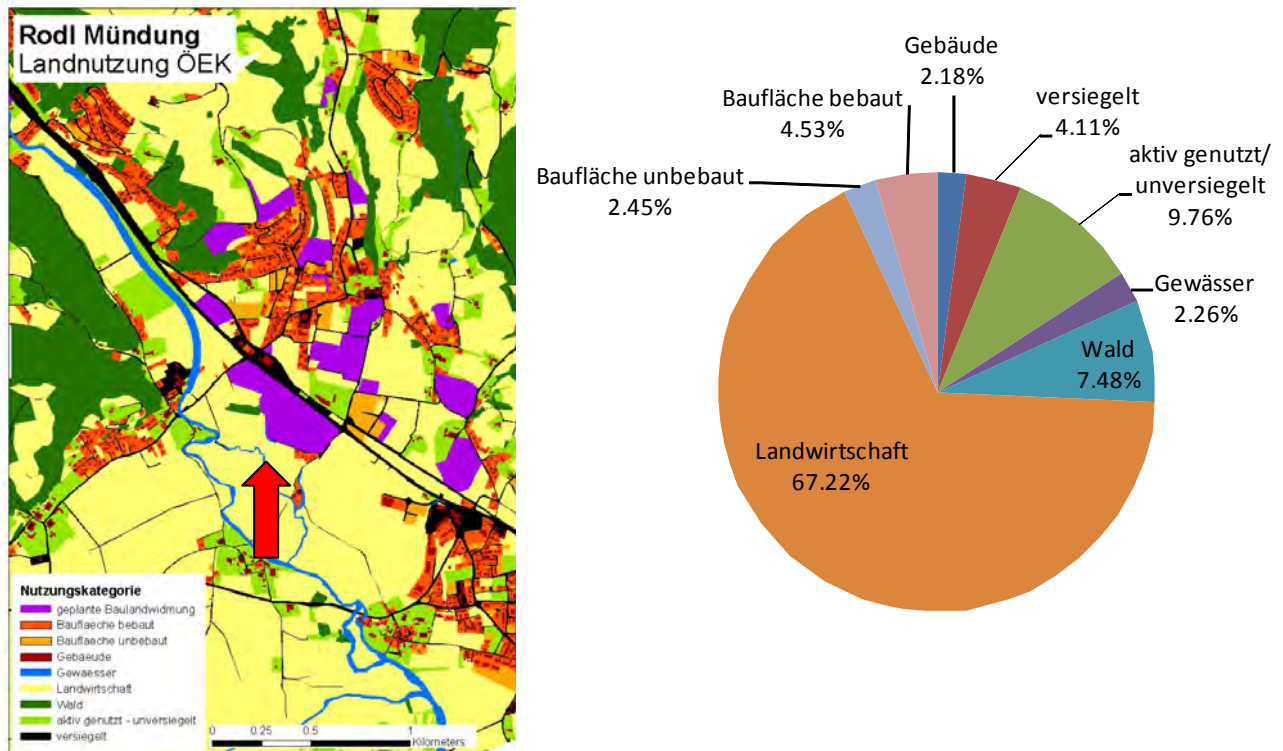 Rodl Mündung
Landnutzung ÖEK
Nutzungskategorie
geplante Baulandwidmung
Bauflaeche bebaut
Bauflaeche unbebaut
Gebaeude
Gewaesser
Landwirtschaft
Wald
aktiv genutzt - unversiegelt
versiegelt
0 0.25 0.5 1
Kilometers
Gebäude
2.18%
versiegelt
4.11%
aktiv genutzt/
unversiegelt
9.76%
Gewässer
2.26%
Wald
7.48%
Landwirtschaft
67.22%
Baufläche unbebaut
2.45%
Baufläche bebaut
4.53%